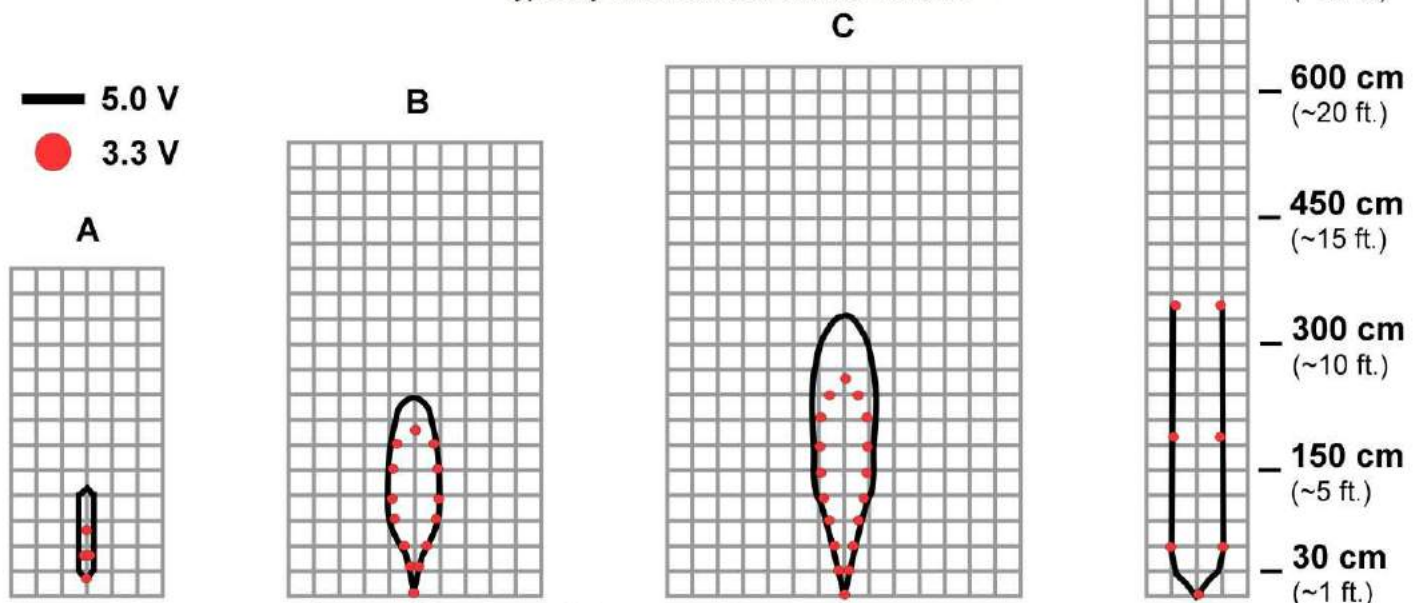 C
5.0 V
B
3.3 V
A
600 cm
(~20 ft.)
450 cm
(~15 ft.)
300 cm
(~10 ft.)
150 cm
(~5 ft.)
30 cm
(~1 ft.)